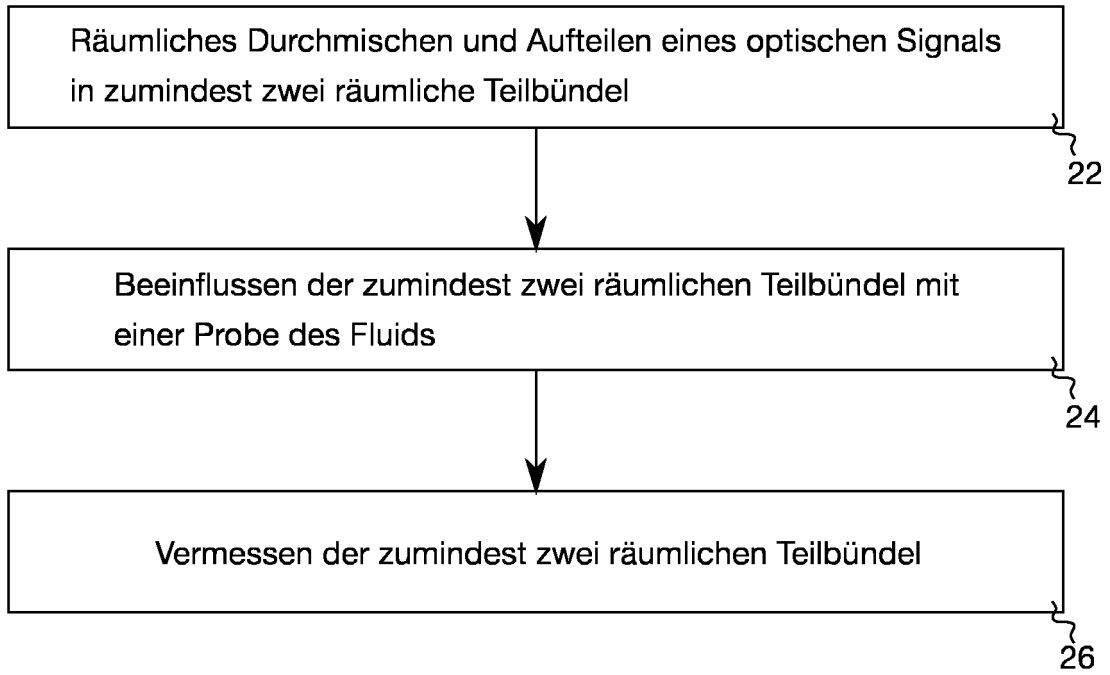 Räumliches Durchmischen und Aufteilen eines optischen Signals
in zumindest zwei räumliche Teilbündel
22
Beeinflussen der zumindest zwei räumlichen Teilbündel mit
einer Probe des Fluids
24
Vermessen der zumindest zwei räumlichen Teilbündel
26